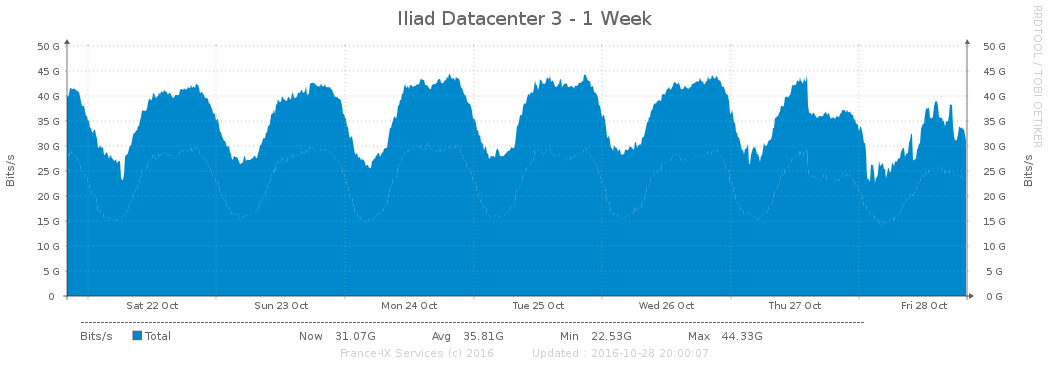 Iliad Datacenter 3 - 1 Week
RRDTOOL / TOBI OETIKER
Bits/s
50 G 50 G
45 G 45 G
40 G 40 G
35 G 35 G
30 G 30 G
25 G 25 G
20 G 20 G
15 G 15 G
10 G 10 G
5 G 5 G
0 0 G
Bits/s
Sat 22 Oct Sun 23 Oct Mon 24 Oct Tue 25 Oct Wed 26 Oct Thu 27 Oct Fri 28 Oct
Bits/s Total Now 31.07G Avg 35.81G Min 22.53G Max 44.33G
France-IX Services (c) 2016 Updated : 2016-10-28 20:00:07